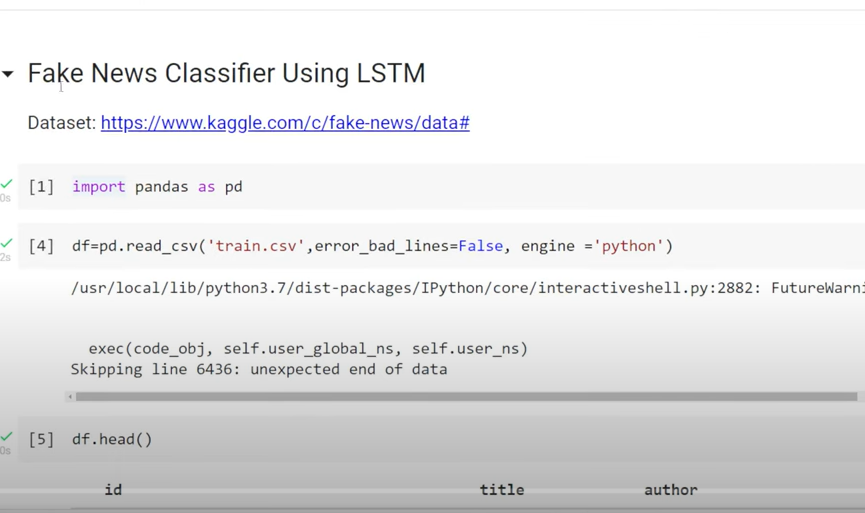 Fake News Classifier Using LSTM
Dataset: https://www.kaggle.com/c/fake-news/data#
[1] import pandas as pd
0s
[4] df=pd.read_csv('train.csv',error_bad_lines=False, engine ='python')
2s
/usr/local/lib/python3.7/dist-packages/IPython/core/interactiveshell.py:2882: FutureWarni
exec(code_obj, self.user_global_ns, self.user_ns)
Skipping line 6436: unexpected end of data
[5] df.head()
0s
id title author